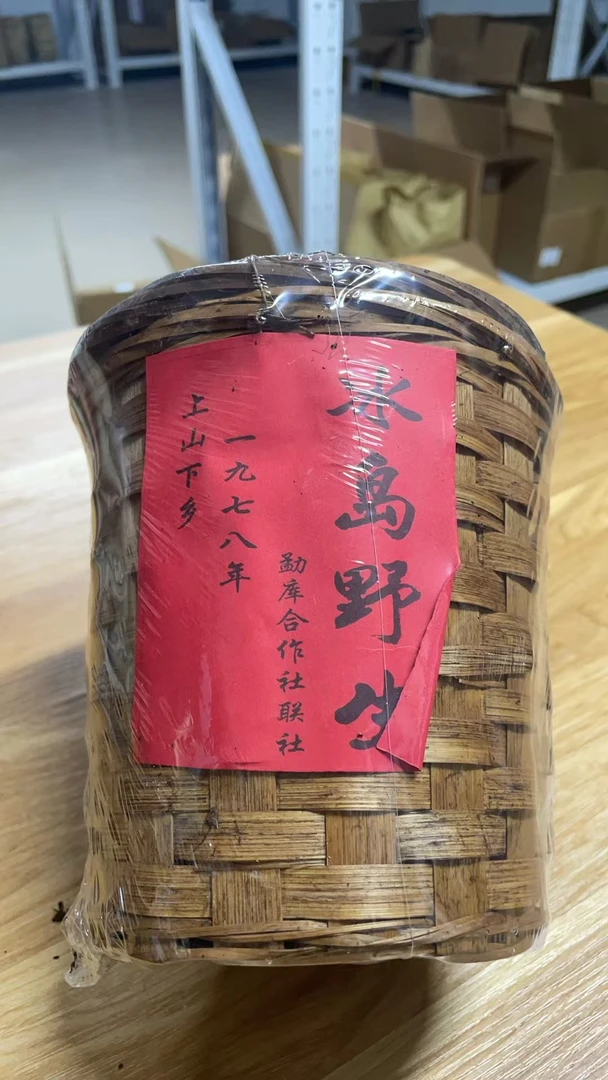 冰岛野生
勐库合作社联社
一九七八年
上山下乡